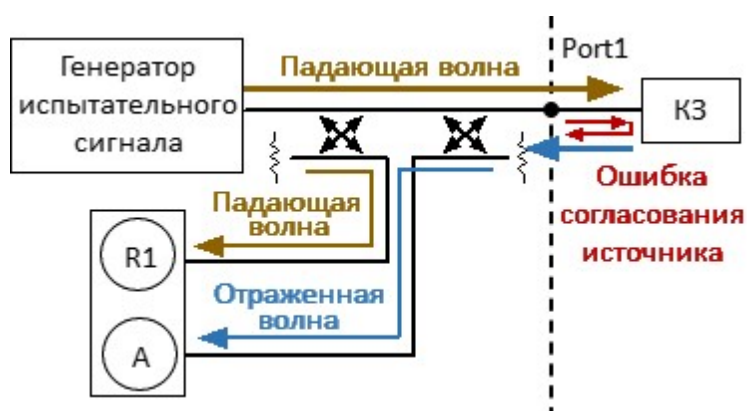 Генератор
испытательного
сигнала
Падающая волна
Port1
КЗ
Ошибка
согласования
источника
Падающая
волна
R1
Отраженная
волна
A